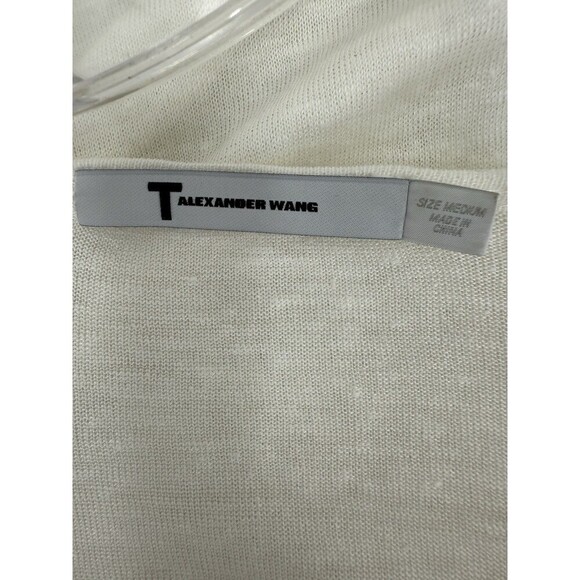 T ALEXANDER WANG
SIZE MEDIUM
MADE IN
CHINA